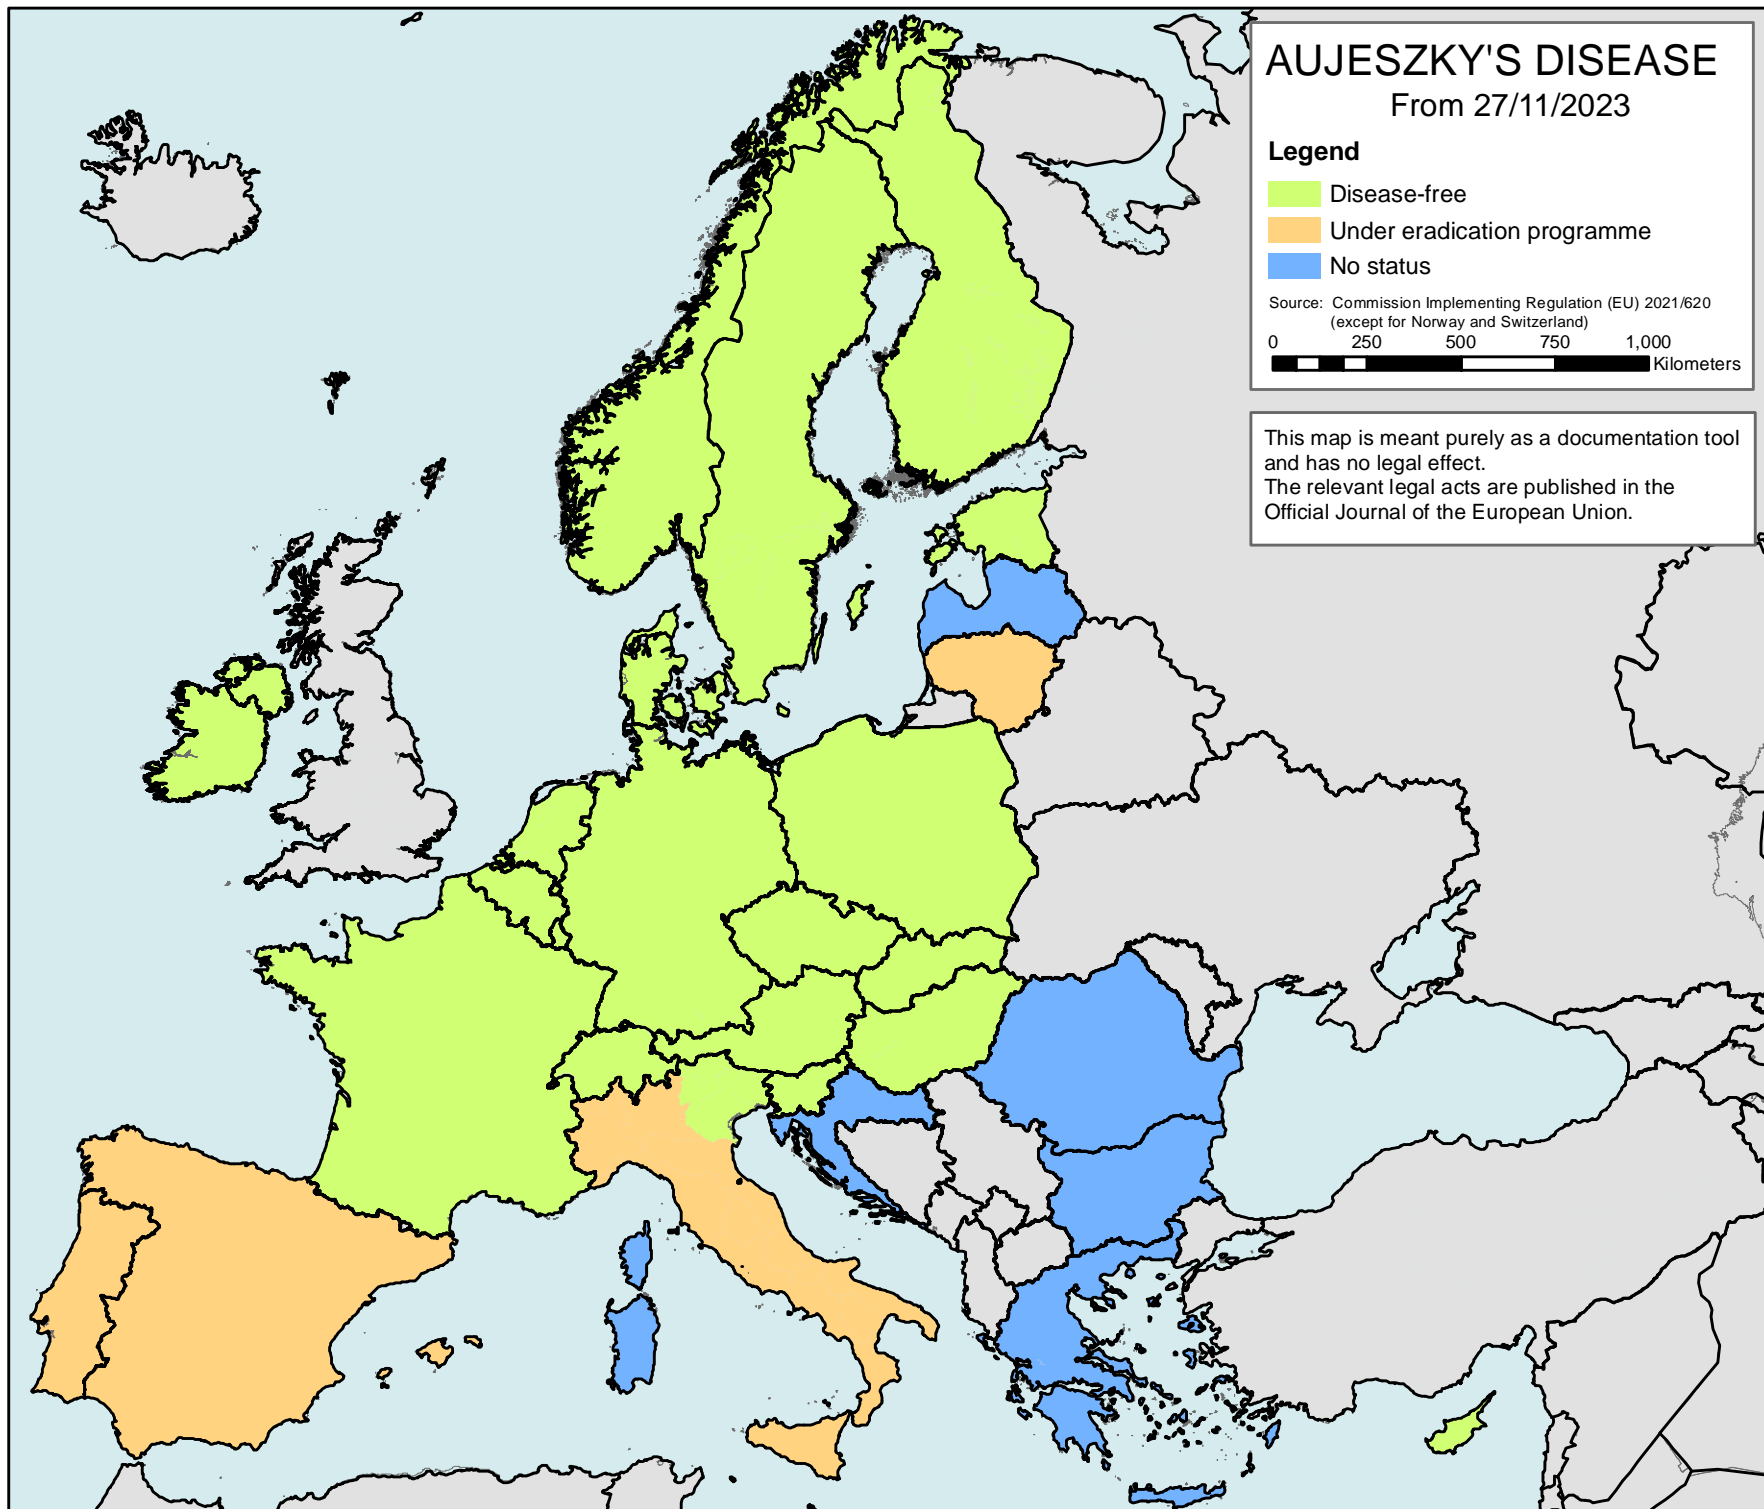 AUJESZKY'S DISEASE
From 27/11/2023
Legend
Disease-free
Under eradication programme
No status
Source: Commission Implementing Regulation (EU) 2021/620
(except for Norway and Switzerland)
0 250 500 750 1,000
Kilometers
This map is meant purely as a documentation tool
and has no legal effect.
The relevant legal acts are published in the
Official Journal of the European Union.